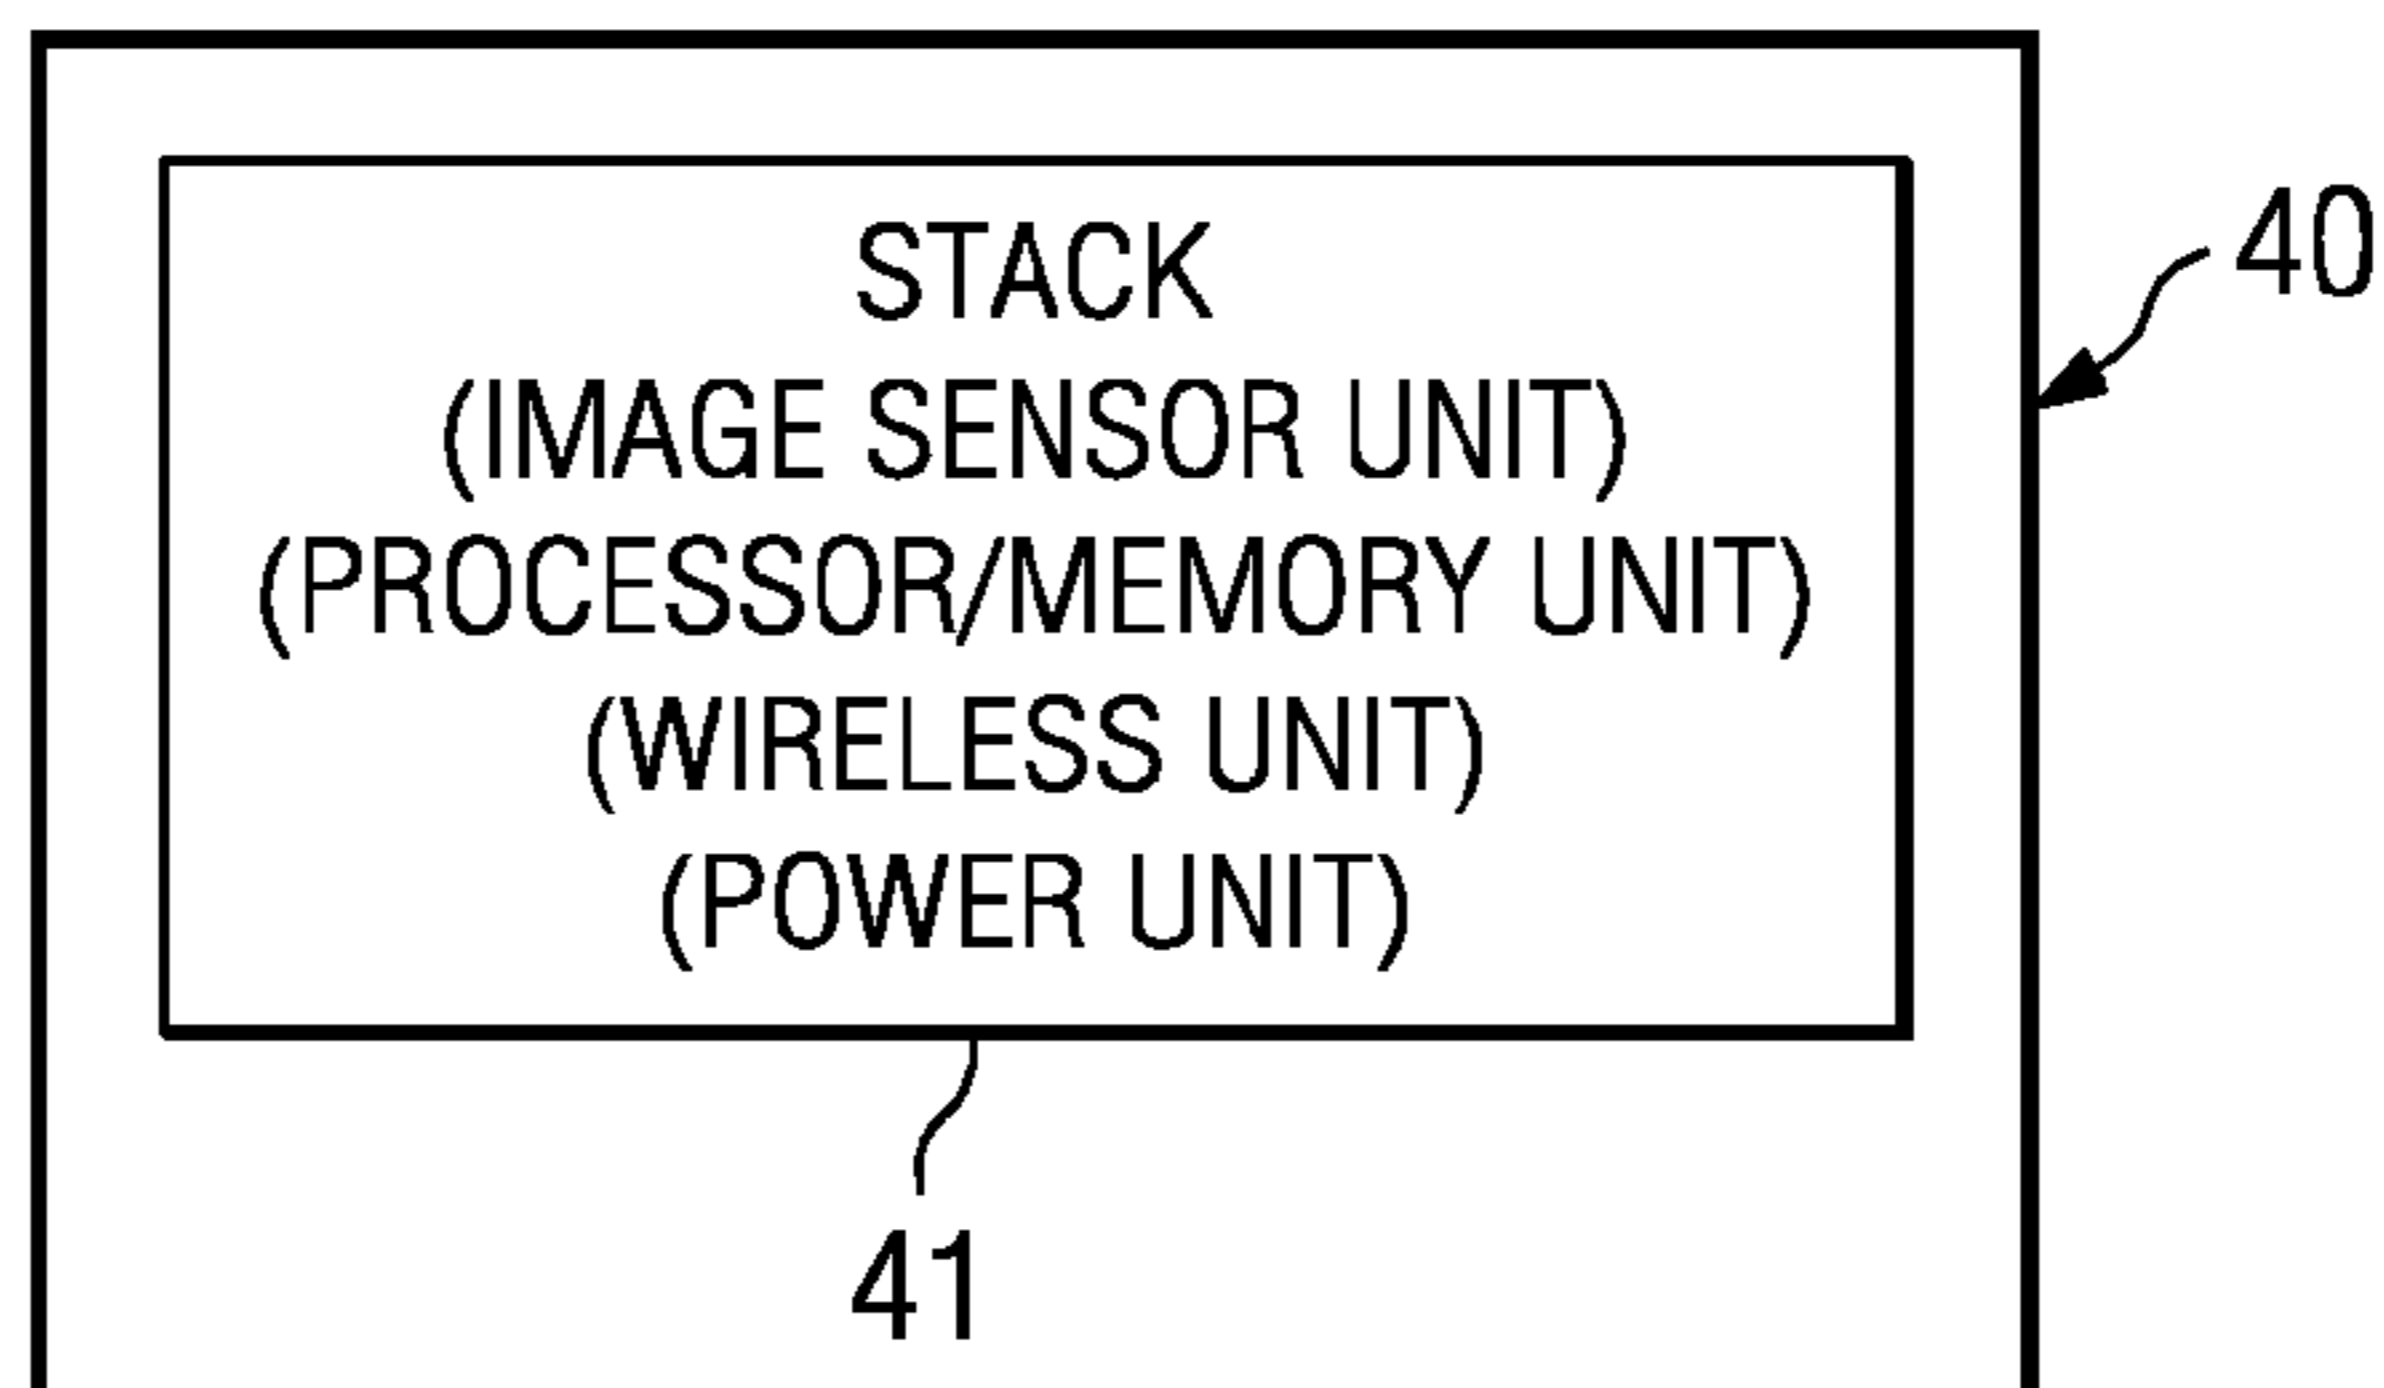 STACK
(IMAGE SENSOR UNIT)
(PROCESSOR/MEMORY UNIT)
(WIRELESS UNIT)
(POWER UNIT)
40
41